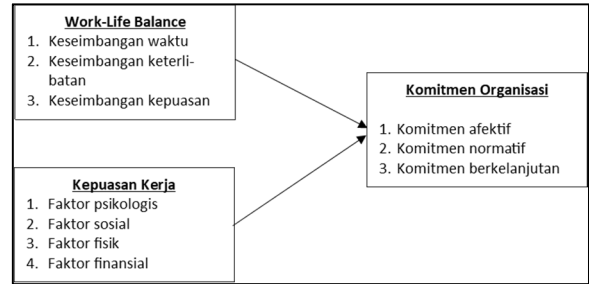 Work-Life Balance
1. Keseimbangan waktu
2. Keseimbangan keterli-
batan
3. Keseimbangan kepuasan
Kepuasan Kerja
1. Faktor psikologis
2. Faktor sosial
3. Faktor fisik
4. Faktor finansial
Komitmen Organisasi
1. Komitmen afektif
2. Komitmen normatif
3. Komitmen berkelanjutan